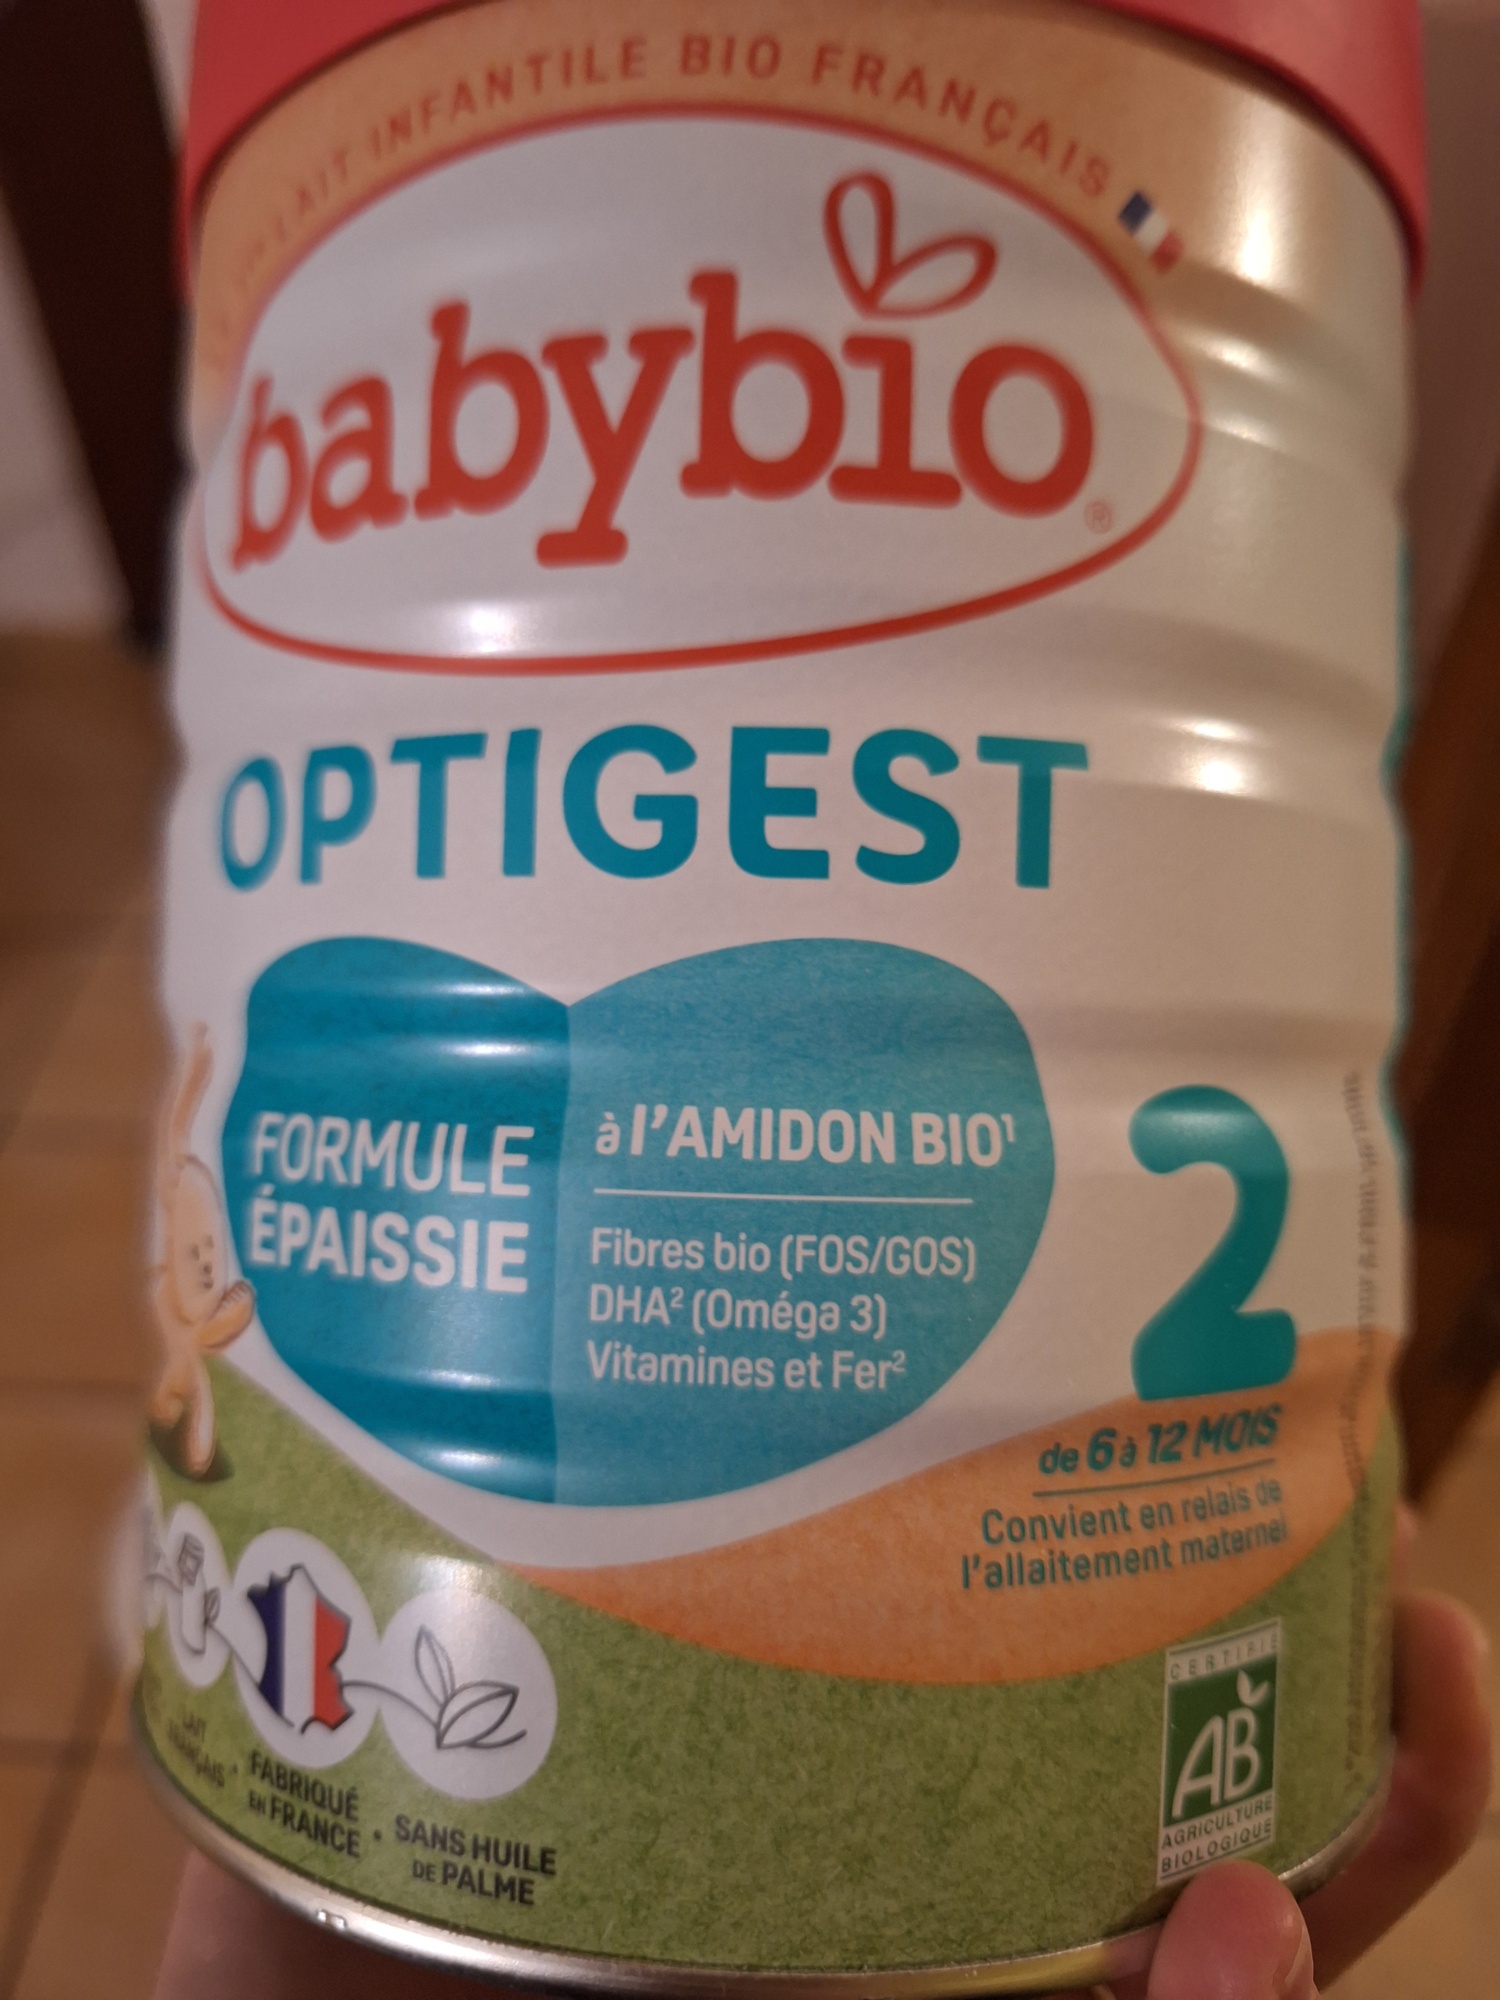 LAIT INFANTILE BIO FRANÇAIS
babybio
®
OPTIGEST
FORMULE
ÉPAISSIE
à l'AMIDON BIO¹
Fibres bio (FOS/GOS)
DHA² (Oméga 3)
Vitamines et Fer²
2
de 6 à 12 MOIS
Convient en relais de
l'allaitement maternel
LAIT
FRANÇAIS
•
FABRIQUÉ
EN FRANCE
•
SANS HUILE
DE PALME
CERTIFIÉ
AB
AGRICULTURE
BIOLOGIQUE